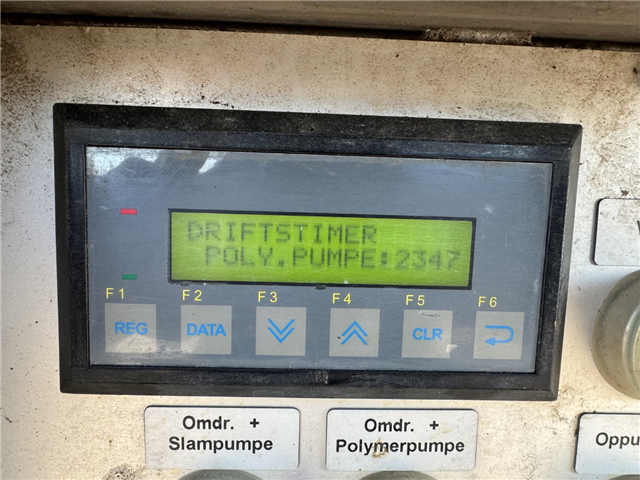 DRIFTSTIMER
POLY.PUMPE:2347
F1 F2 F3 F4 F5 F6
REG DATA CLR
Omdr. +
Slampumpe
Omdr. +
Polymerpumpe